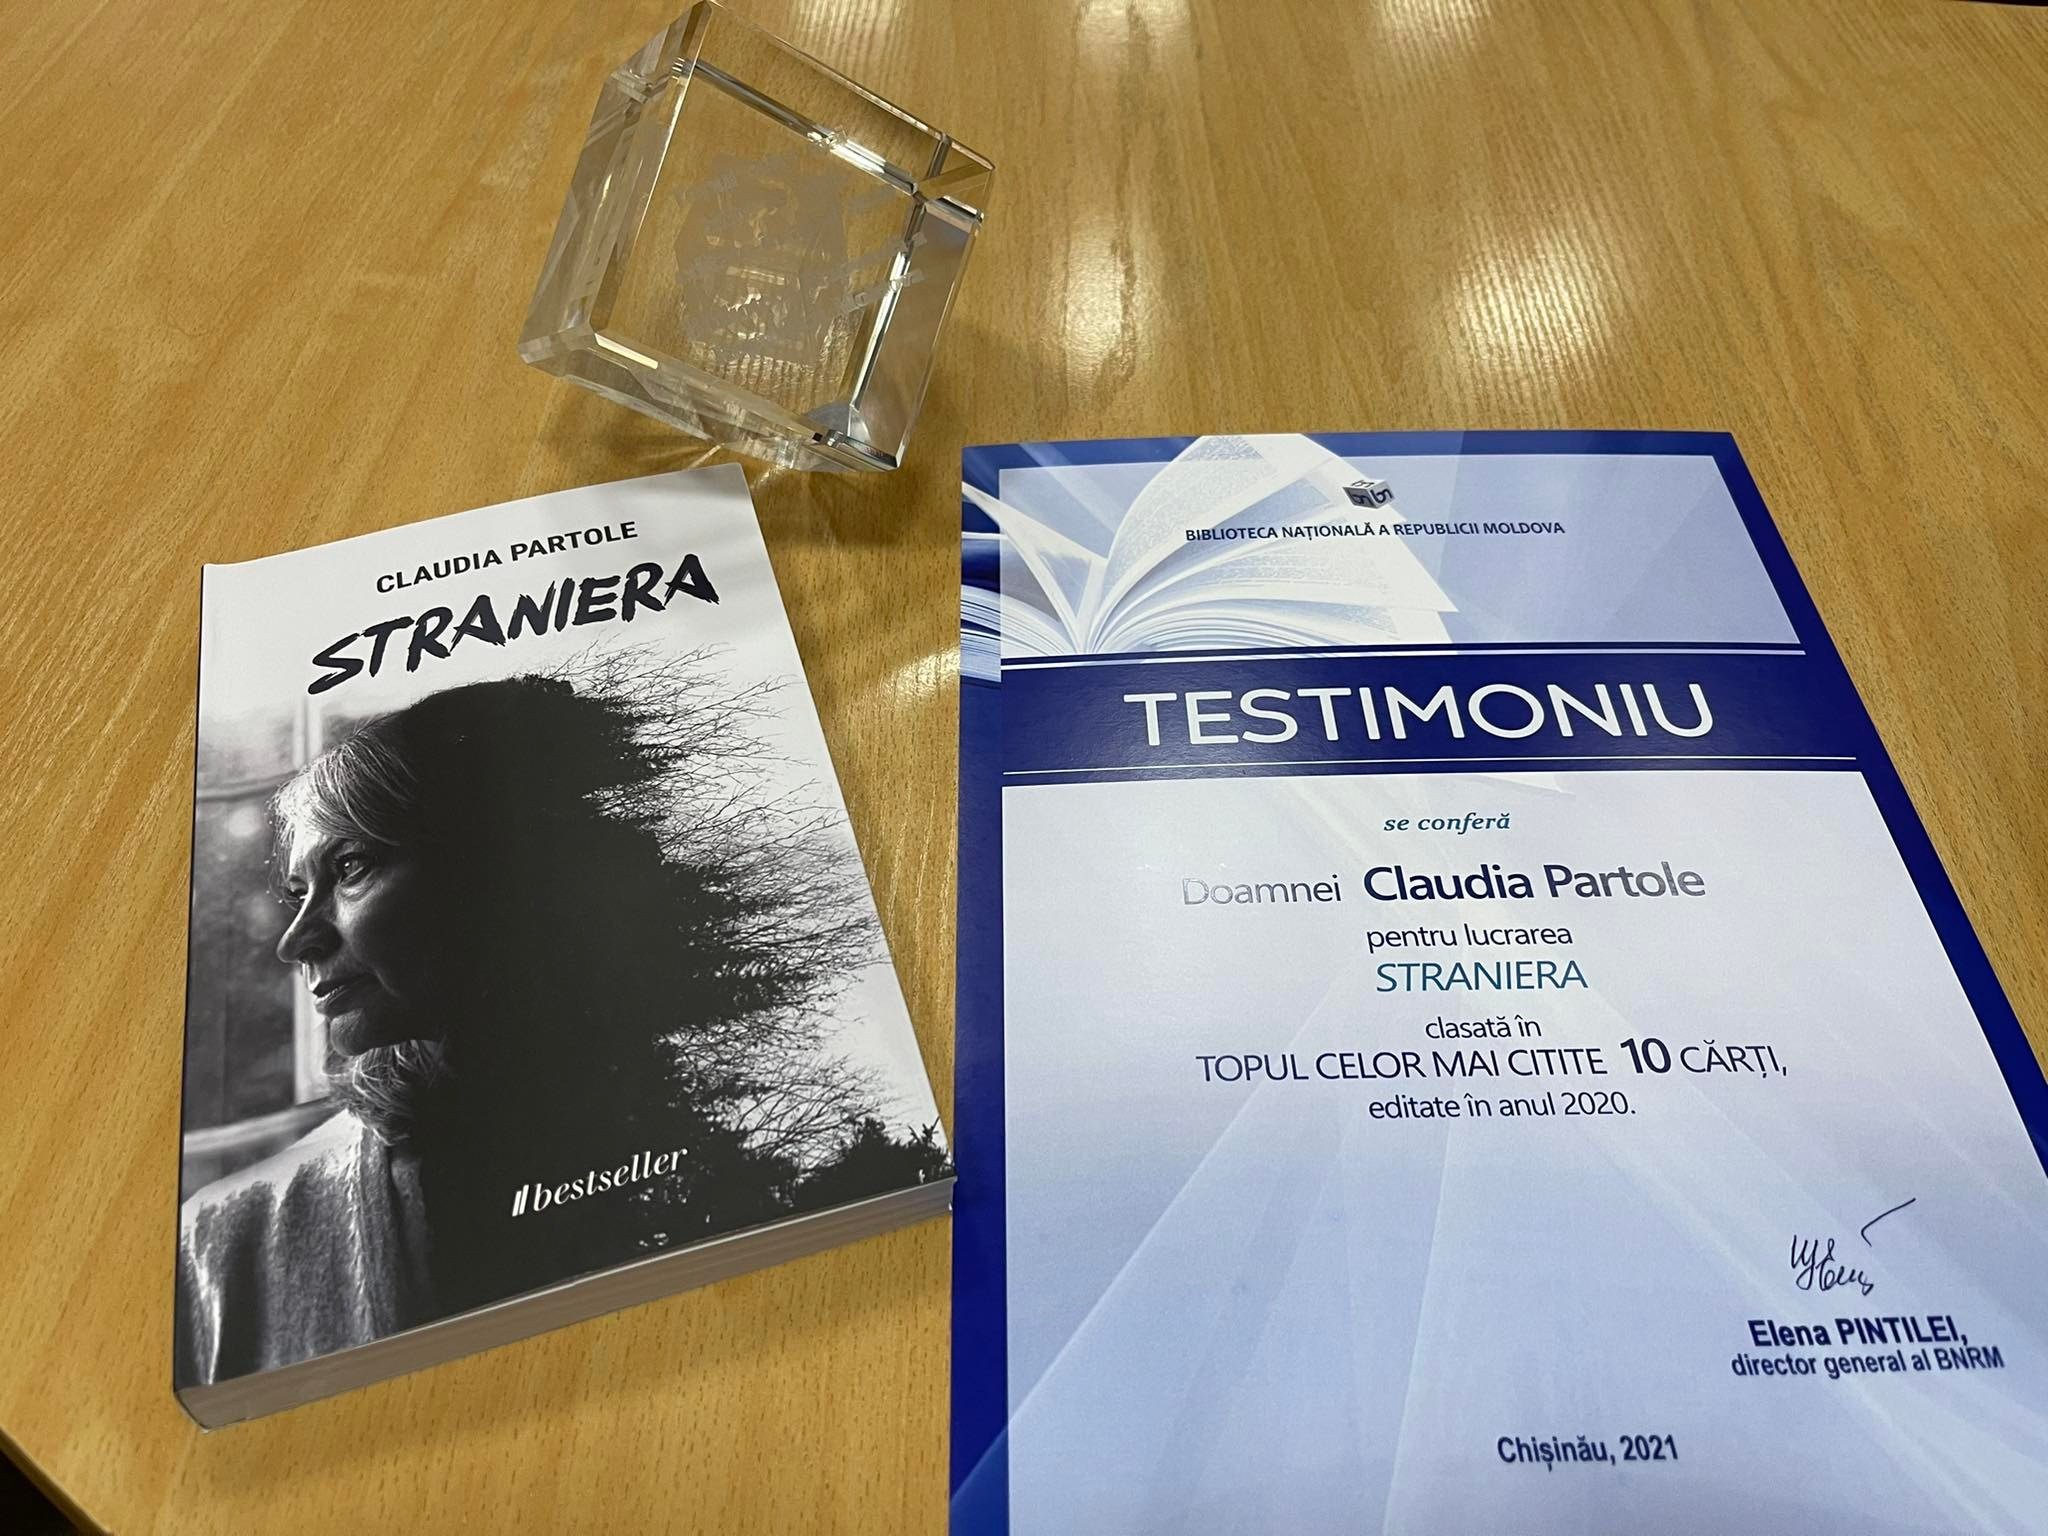 CLAUDIA PARTOLE
STRANIERA
bestseller
BIBLIOTECA NAȚIONALĂ A REPUBLICII MOLDOVA
TESTIMONIU
se conferă
Doamnei Claudia Partole
pentru lucrarea
STRANIERA
clasată în
TOPUL CELOR MAI CITITE 10 CĂRȚI,
editate în anul 2020.
Elena PINTILEI,
director general al BNRM
Chișinău, 2021